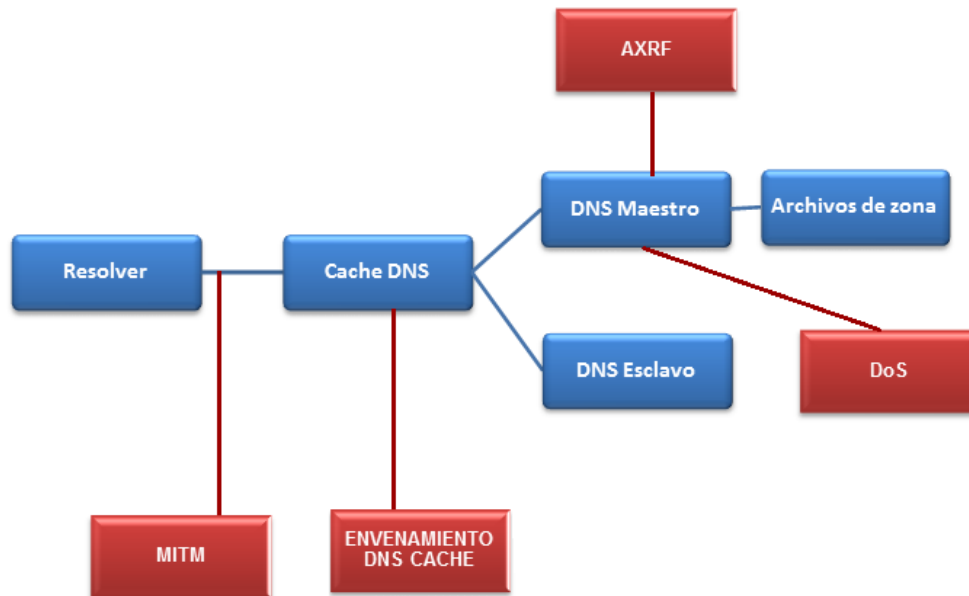 AXRF
DNS Maestro
Archivos de zona
Resolver
Cache DNS
DNS Esclavo
DoS
MITM
ENVENAMIENTO
DNS CACHE